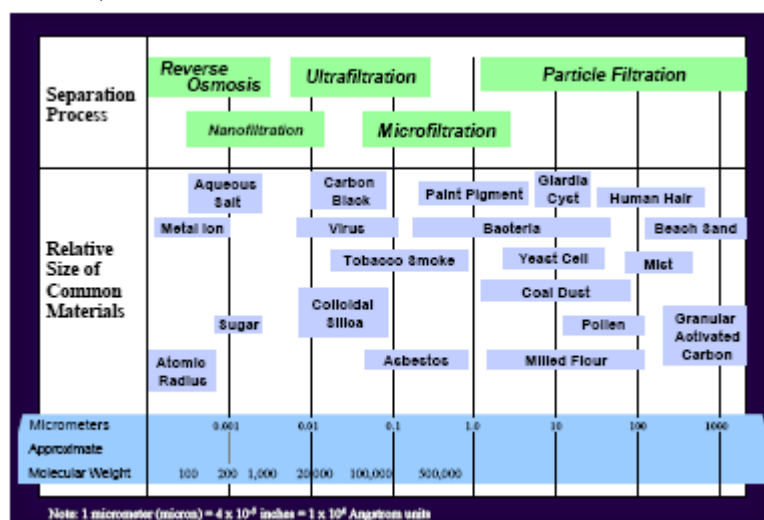 Reverse
Osmosis
Ultrafiltration
Particle Filtration
Separation
Process
Nanofiltration
Microfiltration
Aqueous
Salt
Carbon
Black
Paint Pigment
Giardia
Cyst
Human Hair
Metal Ion
Virus
Bacteria
Beach Sand
Relative
Size of
Common
Materials
Tobacco Smoke
Yeast Cell
Mist
Coal Dust
Sugar
Colloidal
Silica
Pollen
Granular
Activated
Carbon
Atomic
Radius
Asbestos
Milled Flour
Micrometers 0.001 0.01 0.1 1.0 10 100 1000
Approximate
Molecular Weight 100 200 1,000 20,000 100,000 500,000
Note: 1 micrometer (micron) = 4 x 10 inches = 1 x 10 Angstrom units